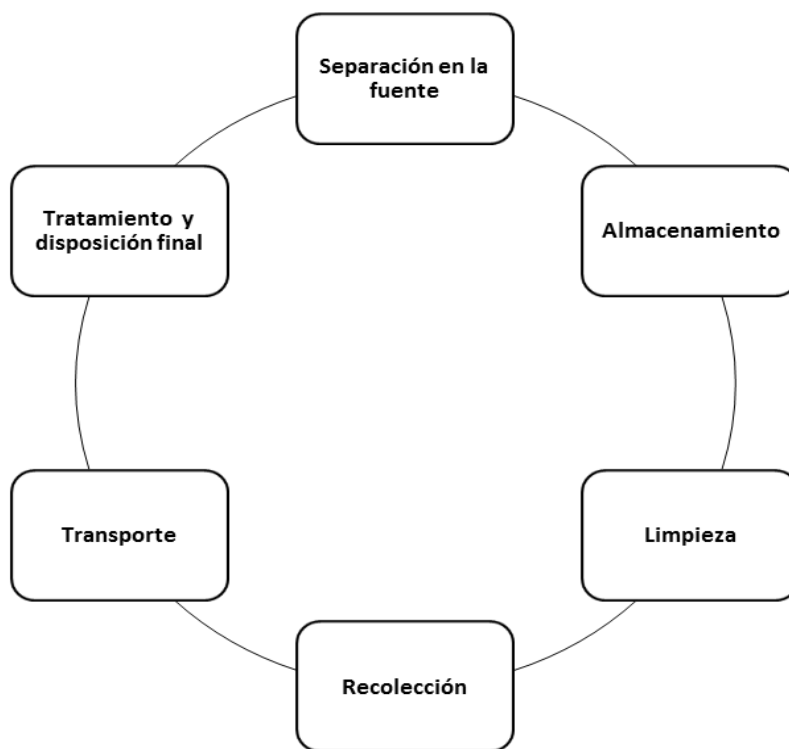 Separación en la
fuente
Almacenamiento
Limpieza
Recolección
Transporte
Tratamiento y
disposición final